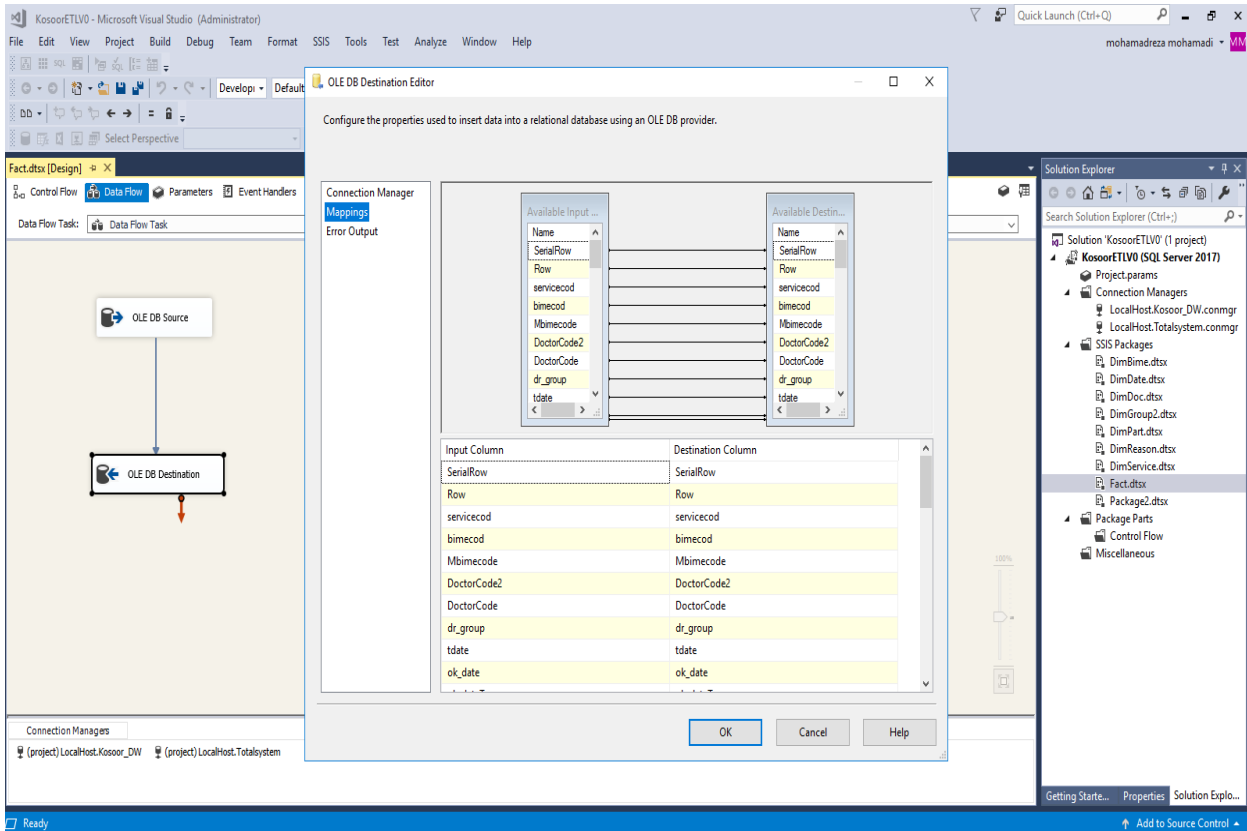 KosoorETLV0 - Microsoft Visual Studio (Administrator)
Quick Launch (Ctrl+Q)
File Edit View Project Build Debug Team Format SSIS Tools Test Analyze Window Help
mohamadreza mohamadi
MM
SQL
Developı
Default
Select Perspective
OLE DB Destination Editor
Configure the properties used to insert data into a relational database using an OLE DB provider.
Connection Manager
Mappings
Error Output
Available Input ...
Name
SerialRow
Row
servicecod
bimecod
Mbimecode
DoctorCode2
DoctorCode
dr_group
tdate
Available Destin...
Name
SerialRow
Row
servicecod
bimecod
Mbimecode
DoctorCode2
DoctorCode
dr_group
tdate
Input Column Destination Column
SerialRow SerialRow
Row Row
servicecod servicecod
bimecod bimecod
Mbimecode Mbimecode
DoctorCode2 DoctorCode2
DoctorCode DoctorCode
dr_group dr_group
tdate tdate
ok_date ok_date
OK Cancel Help
Fact.dtsx [Design]
Control Flow Data Flow Parameters Event Handlers
Data Flow Task: Data Flow Task
OLE DB Source
OLE DB Destination
100%
Connection Managers
(project) LocalHost.Kosoor_DW (project) LocalHost.Totalsystem
Solution Explorer
Search Solution Explorer (Ctrl+;)
Solution 'KosoorETLV0' (1 project)
KosoorETLV0 (SQL Server 2017)
Project.params
Connection Managers
LocalHost.Kosoor_DW.conmgr
LocalHost.Totalsystem.conmgr
SSIS Packages
DimBime.dtsx
DimDate.dtsx
DimDoc.dtsx
DimGroup2.dtsx
DimPart.dtsx
DimReason.dtsx
DimService.dtsx
Fact.dtsx
Package2.dtsx
Package Parts
Control Flow
Miscellaneous
Getting Starte... Properties Solution Explo...
Ready
Add to Source Control